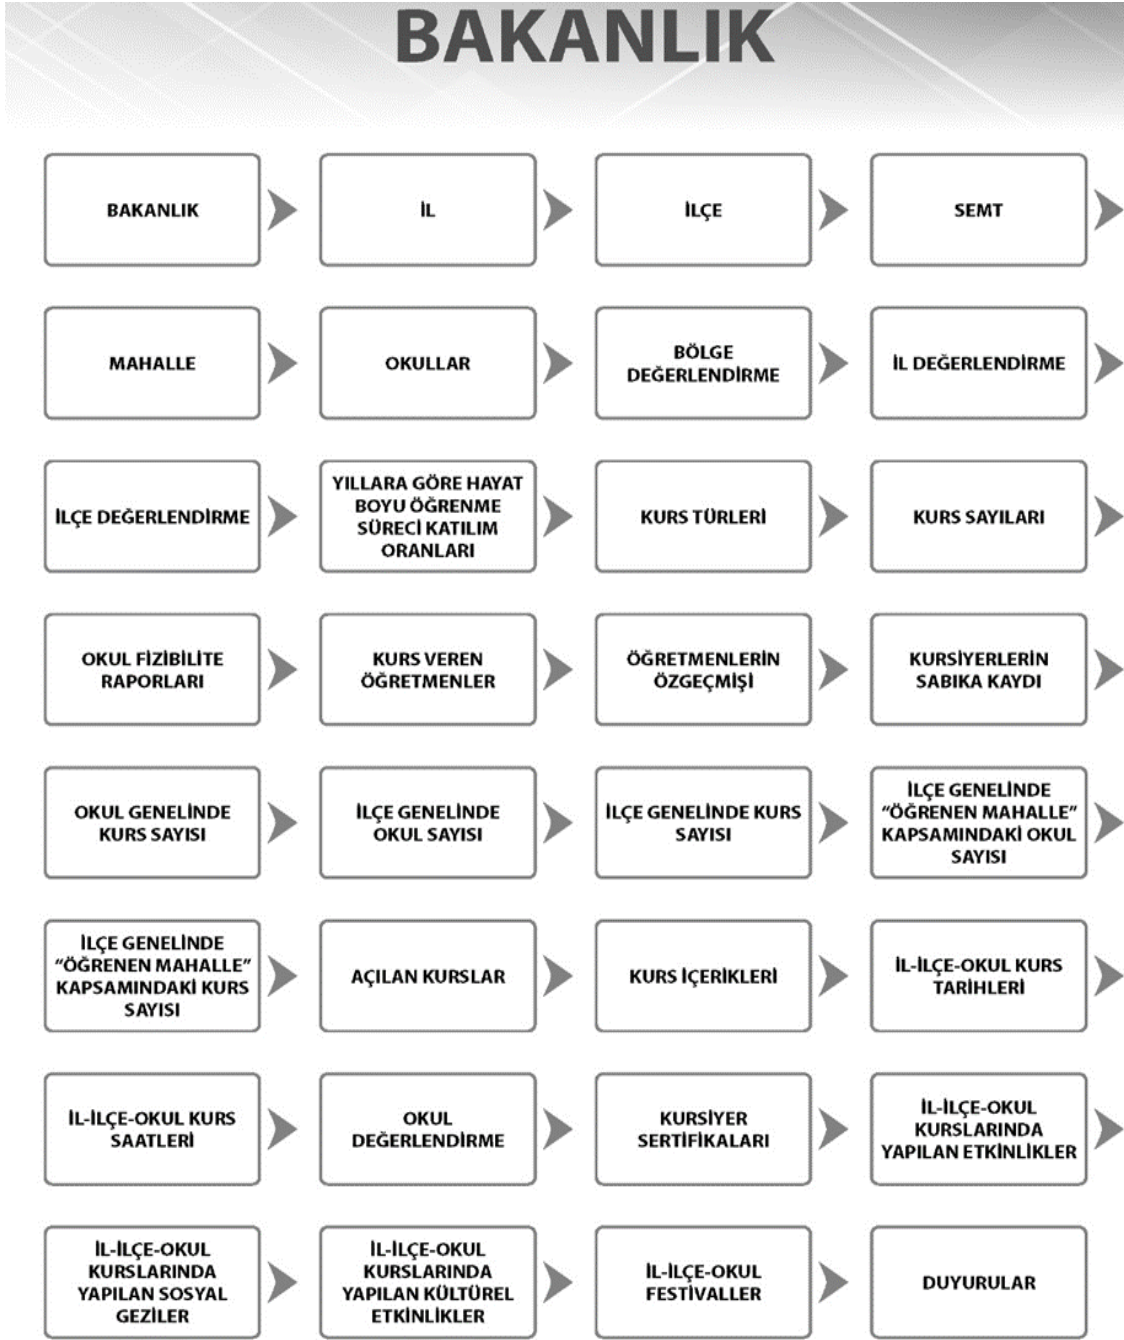 BAKANLIK
BAKANLIK
İL
İLÇE
SEMT
MAHALLE
OKULLAR
BÖLGE
DEĞERLENDİRME
İL DEĞERLENDİRME
İLÇE DEĞERLENDİRME
YILLARA GÖRE HAYAT
BOYU ÖĞRENME
SÜRECİ KATILIM
ORANLARI
KURS TÜRLERİ
KURS SAYILARI
OKUL FİZİBİLİTE
RAPORLARI
KURS VEREN
ÖĞRETMENLER
ÖĞRETMENLERİN
ÖZGEÇMİŞİ
KURSİYERLERİN
SABIKA KAYDI
OKUL GENELİNDE
KURS SAYISI
İLÇE GENELİNDE
OKUL SAYISI
İLÇE GENELİNDE KURS
SAYISI
İLÇE GENELİNDE
“ÖĞRENEN MAHALLE”
KAPSAMINDAKİ OKUL
SAYISI
İLÇE GENELİNDE
“ÖĞRENEN MAHALLE”
KAPSAMINDAKİ KURS
SAYISI
AÇILAN KURSLAR
KURS İÇERİKLERİ
İL-İLÇE-OKUL KURS
TARİHLERİ
İL-İLÇE-OKUL KURS
SAATLERİ
OKUL
DEĞERLENDİRME
KURSİYER
SERTİFİKALARI
İL-İLÇE-OKUL
KURSLARINDA
YAPILAN ETKİNLİKLER
İL-İLÇE-OKUL
KURSLARINDA
YAPILAN SOSYAL
GEZİLER
İL-İLÇE-OKUL
KURSLARINDA
YAPILAN KÜLTÜREL
ETKİNLİKLER
İL-İLÇE-OKUL
FESTİVALLER
DUYURULAR